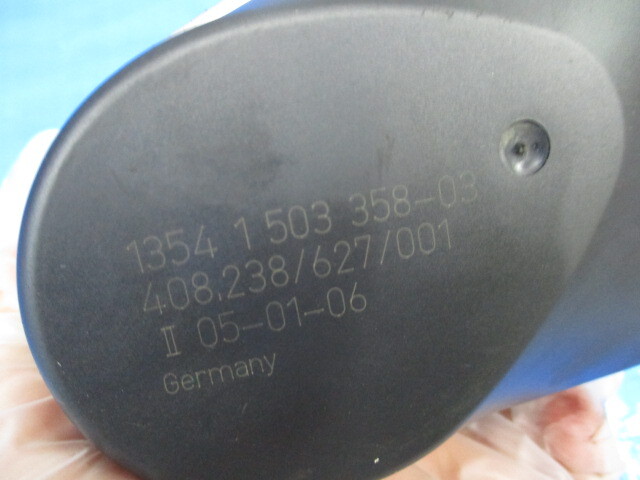 1354 1 503 358-03
408.238/627/001
II 05-01-06
Germany